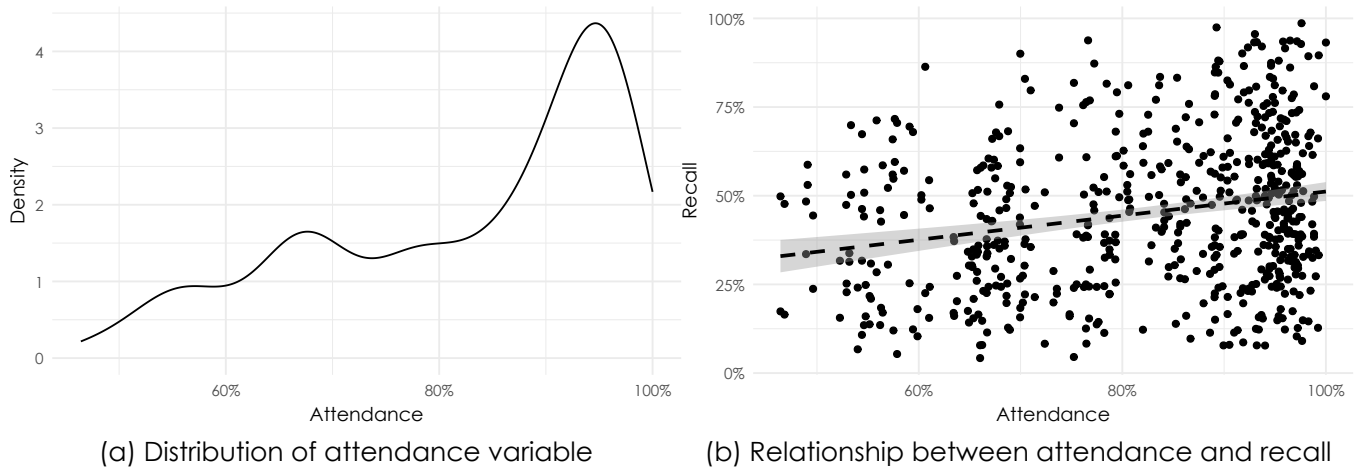 4
3
2
1
0
Density
60%
80%
100%
Attendance
(a) Distribution of attendance variable
100%
75%
50%
25%
0%
Recall
60%
80%
100%
Attendance
(b) Relationship between attendance and recall